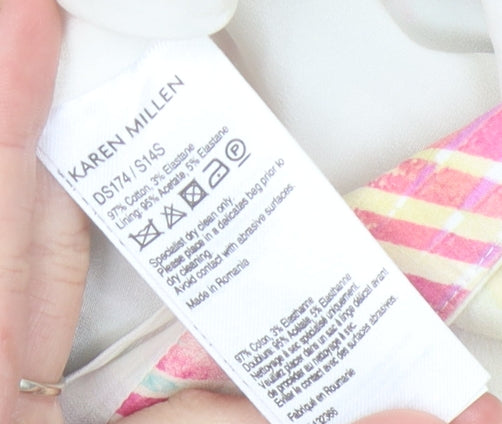 KAREN MILLEN
DS174 / S14S
97% Cotton, 3% Elastane
Lining: 95% Acetate, 5% Elastane
P
Specialist dry clean only.
Please place in a delicates bag prior to
dry cleaning.
Avoid contact with abrasive surfaces.
Made in Romania
97% Cotton, 3% Elasthanne
Doublure: 95% Acétate, 5% Elasthanne
Nettoyage à sec spécialisé uniquement.
Veuillez placer dans un sac à linge délicat avant
de procéder au nettoyage à sec.
Eviter le contact avec des surfaces abrasives.
Fabriqué en Roumanie